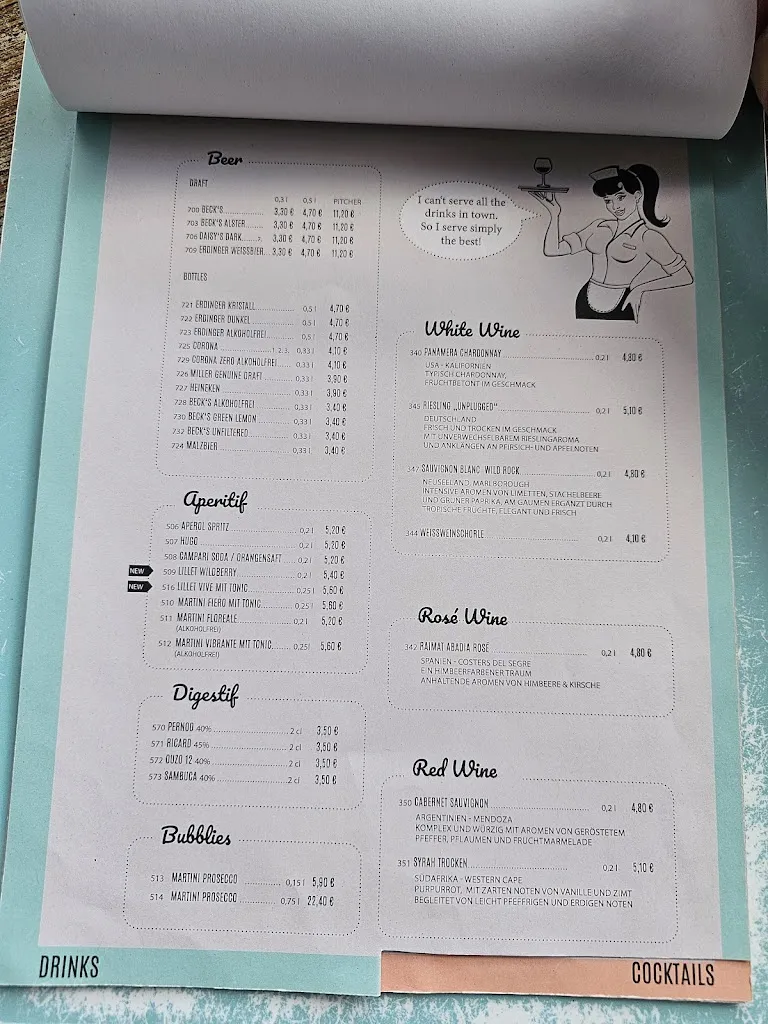 Beer
DRAFT
0,3 l 0,5 l PITCHER
700 BECK'S 3,30 € 4,70 € 11,20 €
703 BECK'S ALSTER 3,30 € 4,70 € 11,20 €
706 DAISY'S DARK 3,30 € 4,70 € 11,20 €
709 ERDINGER WEISSBIER 3,30 € 4,70 € 11,20 €
BOTTLES
721 ERDINGER KRISTALL 0,5 l 4,70 €
722 ERDINGER DUNKEL 0,5 l 4,70 €
723 ERDINGER ALKOHOLFREI 0,5 l 4,70 €
725 CORONA 1, 2, 3, 0,33 l 4,10 €
729 CORONA ZERO ALKOHOLFREI 0,33 l 4,10 €
726 MILLER GENUINE DRAFT 0,33 l 3,90 €
727 HEINEKEN 0,33 l 3,90 €
728 BECK'S ALKOHOLFREI 0,33 l 3,40 €
730 BECK'S GREEN LEMON 0,33 l 3,40 €
732 BECK'S UNFILTERED 0,33 l 3,40 €
724 MALZBIER 0,33 l 3,40 €
Aperitif
506 APEROL SPRITZ 0,2 l 5,20 €
507 HUGO 0,2 l 5,20 €
508 CAMPARI SODA / ORANGENSAFT 0,2 l 5,20 €
NEW 509 LILLET WILDBERRY 0,2 l 5,40 €
NEW 516 LILLET VIVE MIT TONIC 0,25 l 5,60 €
510 MARTINI FIERO MIT TONIC 0,25 l 5,60 €
511 MARTINI FLOREALE 0,2 l 5,20 €
(ALKOHOLFREI)
512 MARTINI VIBRANTE MIT TONIC 0,25 l 5,60 €
(ALKOHOLFREI)
Digestif
570 PERNOD 40% 2 cl 3,50 €
571 RICARD 45% 2 cl 3,50 €
572 OUZO 12 40% 2 cl 3,50 €
573 SAMBUCA 40% 2 cl 3,50 €
Bubblies
513 MARTINI PROSECCO 0,15 l 5,90 €
514 MARTINI PROSECCO 0,75 l 22,40 €
I can't serve all the
drinks in town.
So I serve simply
the best!
White Wine
340 PANAMERA CHARDONNAY 0,2 l 4,80 €
USA - KALIFORNIEN
TYPISCH CHARDONNAY,
FRUCHTBETONT IM GESCHMACK
345 RIESLING „UNPLUGGED" 0,2 l 5,10 €
DEUTSCHLAND
FRISCH UND TROCKEN IM GESCHMACK
MIT UNVERWECHSELBAREM RIESLINGAROMA
UND ANKLÄNGEN AN PFIRSICH- UND APFELNOTEN
347 SAUVIGNON BLANC WILD ROCK 0,2 l 4,80 €
NEUSEELAND, MARLBOROUGH
INTENSIVE AROMEN VON LIMETTEN, STACHELBEERE
UND GRÜNER PAPRIKA, AM GAUMEN ERGÄNZT DURCH
TROPISCHE FRÜCHTE, ELEGANT UND FRISCH
344 WEISSWEINSCHORLE 0,2 l 4,10 €
Rosé Wine
342 RAIMAT ABADIA ROSÉ 0,2 l 4,80 €
SPANIEN - COSTERS DEL SEGRE
EIN HIMBEERFARBENER TRAUM
ANHALTENDE AROMEN VON HIMBEERE & KIRSCHE
Red Wine
350 CABERNET SAUVIGNON 0,2 l 4,80 €
ARGENTINIEN - MENDOZA
KOMPLEX UND WÜRZIG MIT AROMEN VON GERÖSTETEM
PFEFFER, PFLAUMEN UND FRUCHTMARMELADE
351 SYRAH TROCKEN 0,2 l 5,10 €
SÜDAFRIKA - WESTERN CAPE
PURPURROT, MIT ZARTEN NOTEN VON VANILLE UND ZIMT
BEGLEITET VON LEICHT PFEFFRIGEN UND ERDIGEN NOTEN
DRINKS
COCKTAILS